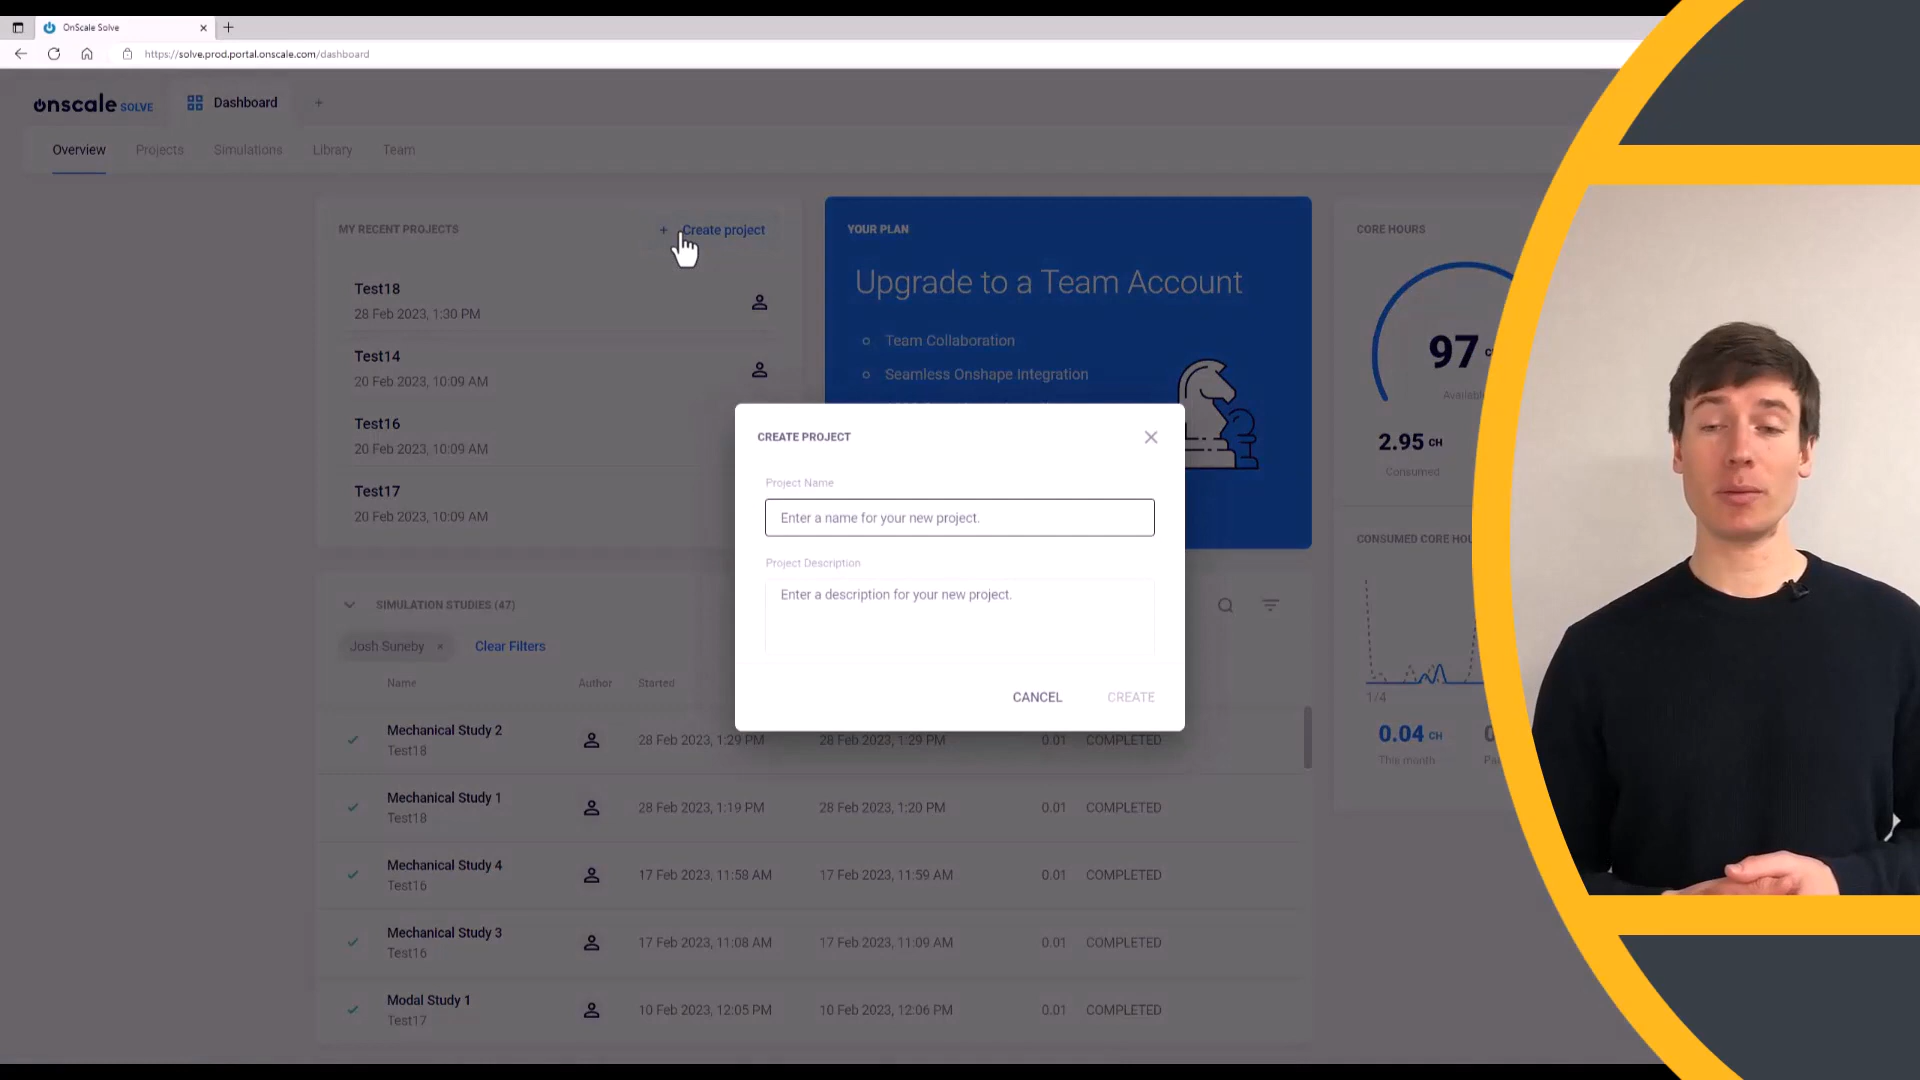 OnScale Solve
https://solve.prod.portal.onscale.com/dashboard
onscale SOLVE
Dashboard
Overview
Projects
Simulations
Library
Team
MY RECENT PROJECTS
+ Create project
Test18
28 Feb 2023, 1:30 PM
Test14
20 Feb 2023, 10:09 AM
Test16
20 Feb 2023, 10:09 AM
Test17
20 Feb 2023, 10:09 AM
YOUR PLAN
Upgrade to a Team Account
Team Collaboration
Seamless Onshape Integration
CORE HOURS
97
2.95 CH
Consumed
CREATE PROJECT
Project Name
Enter a name for your new project.
Project Description
Enter a description for your new project.
CANCEL
CREATE
CONSUMED CORE
1/4
0.04 CH
This month
SIMULATION STUDIES (47)
Josh Suneby ×
Clear Filters
Name
Author
Started
Mechanical Study 2
Test18
28 Feb 2023, 1:29 PM
28 Feb 2023, 1:29 PM
0.01
COMPLETED
Mechanical Study 1
Test18
28 Feb 2023, 1:19 PM
28 Feb 2023, 1:20 PM
0.01
COMPLETED
Mechanical Study 4
Test16
17 Feb 2023, 11:58 AM
17 Feb 2023, 11:59 AM
0.01
COMPLETED
Mechanical Study 3
Test16
17 Feb 2023, 11:08 AM
17 Feb 2023, 11:09 AM
0.01
COMPLETED
Modal Study 1
Test17
10 Feb 2023, 12:05 PM
10 Feb 2023, 12:06 PM
0.01
COMPLETED